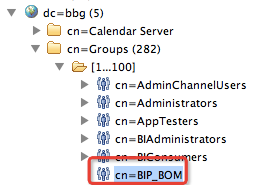 dc=bbg (5)
cn=Calendar Server
cn=Groups (282)
[1...100]
cn=AdminChannelUsers
cn=Administrators
cn=AppTesters
cn=BIAdministrators
cn=BIConsumers
cn=BIP_BOM